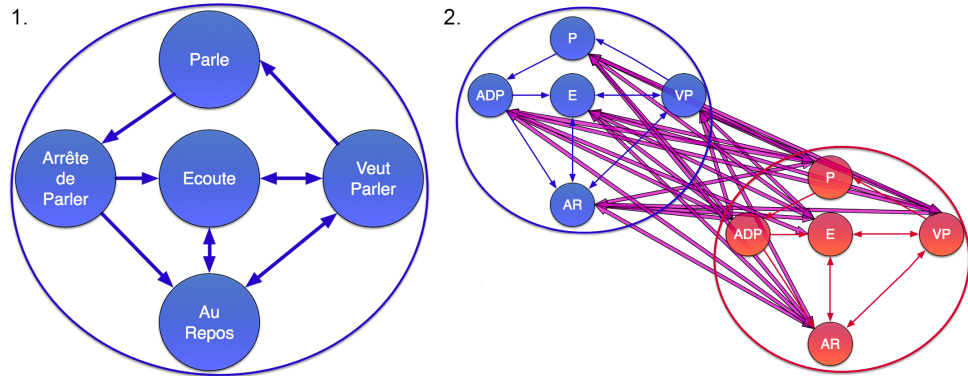 1.
Parle
Arrête
de
Parler
Ecoute
Veut
Parler
Au
Repos
2.
P
ADP
E
VP
AR
P
ADP
E
VP
AR